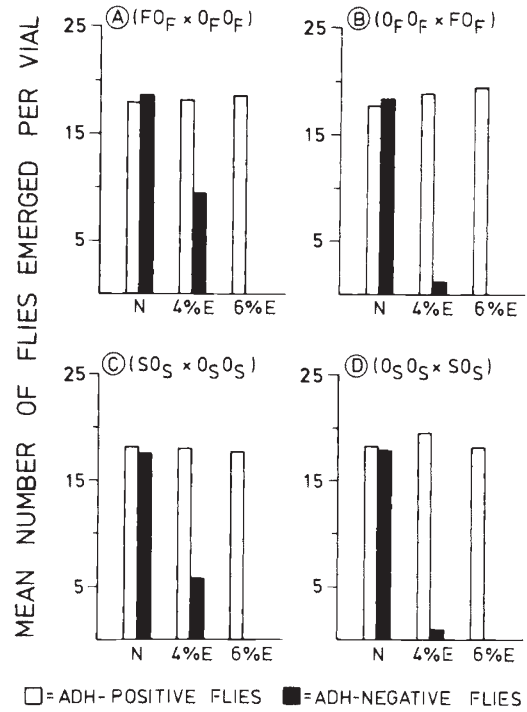 MEAN NUMBER OF FLIES EMERGED PER VIAL
Ⓐ (FO_F × O_FO_F)
25
15
5
N 4%E 6%E
Ⓑ (O_FO_F × FO_F)
25
15
5
N 4%E 6%E
Ⓒ (SO_S × O_SO_S)
25
15
5
N 4%E 6%E
Ⓓ (O_SO_S × SO_S)
25
15
5
N 4%E 6%E
□ = ADH-POSITIVE FLIES ■ = ADH-NEGATIVE FLIES